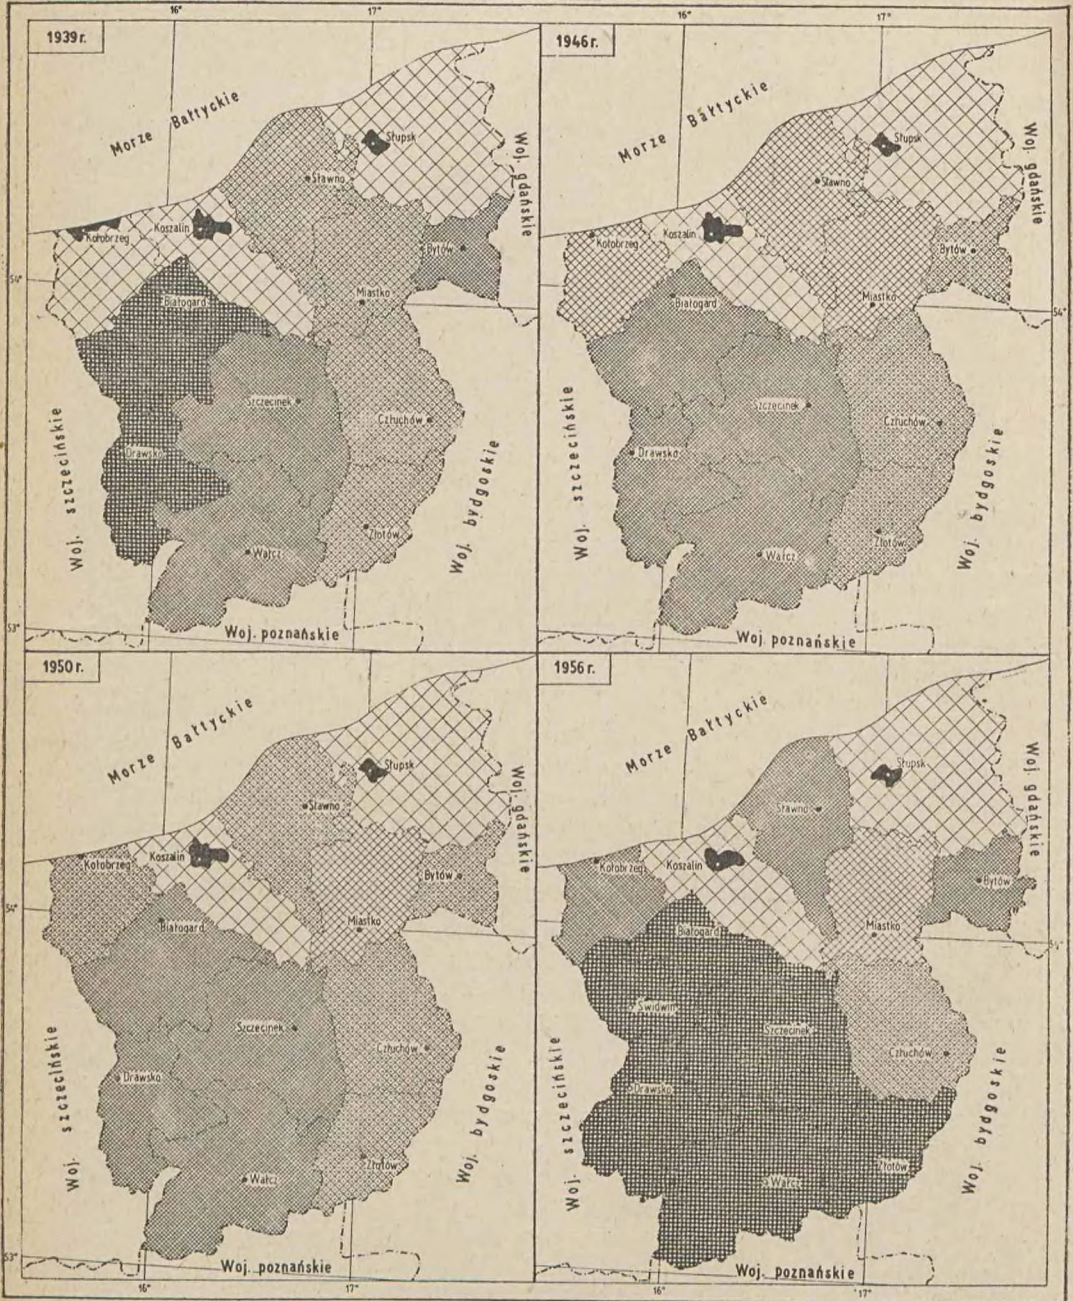 16° 17° 16° 17°
1939 r.
Morze Bałtyckie
Słupsk
Woj. gdańskie
Sławno
Kołobrzeg
Koszalin
Bytów
54°
Białogard
Miastko
Szczecinek
Człuchów
Drawsko
Woj. szczecińskie
Woj. bydgoskie
Złotów
Wałcz
53°
Woj. poznańskie
1946 r.
Morze Bałtyckie
Słupsk
Woj. gdańskie
Sławno
Kołobrzeg
Koszalin
Bytów
Białogard
Miastko
54°
Szczecinek
Człuchów
Drawsko
Woj. szczecińskie
Woj. bydgoskie
Złotów
Wałcz
Woj. poznańskie
1950 r.
Morze Bałtyckie
Słupsk
Woj. gdańskie
Sławno
Kołobrzeg
Koszalin
Bytów
54°
Białogard
Miastko
Szczecinek
Człuchów
Drawsko
Woj. szczecińskie
Woj. bydgoskie
Złotów
Wałcz
53°
Woj. poznańskie
16° 17°
1956 r.
Morze Bałtyckie
Słupsk
Woj. gdańskie
Sławno
Kołobrzeg
Koszalin
Bytów
Białogard
Miastko
54°
Świdwin
Szczecinek
Człuchów
Drawsko
Woj. szczecińskie
Woj. bydgoskie
Złotów
Wałcz
Woj. poznańskie
16° 17°